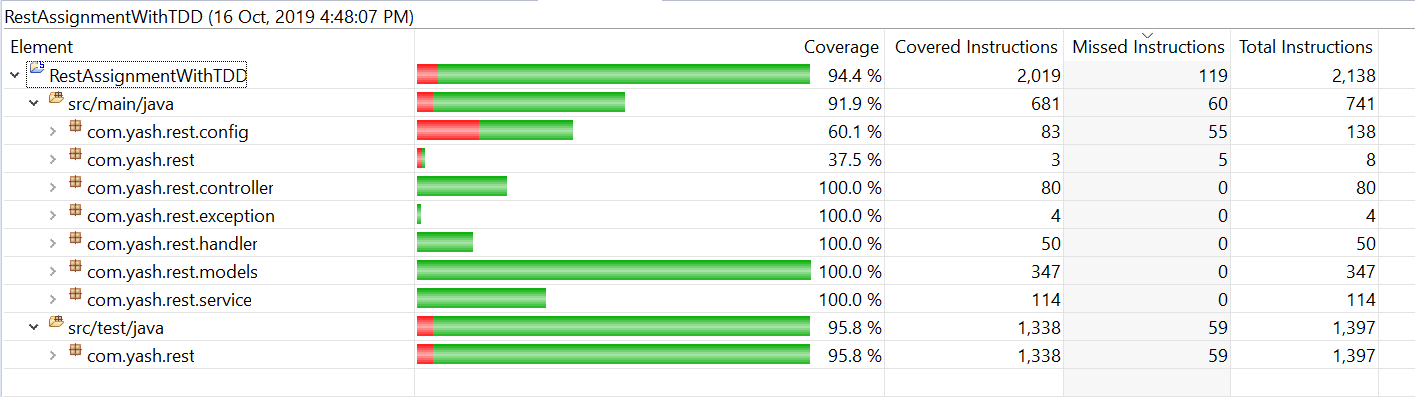 RestAssignmentWithTDD (16 Oct, 2019 4:48:07 PM)
Element Coverage Covered Instructions Missed Instructions Total Instructions
RestAssignmentWithTDD 94.4 % 2,019 119 2,138
src/main/java 91.9 % 681 60 741
com.yash.rest.config 60.1 % 83 55 138
com.yash.rest 37.5 % 3 5 8
com.yash.rest.controller 100.0 % 80 0 80
com.yash.rest.exception 100.0 % 4 0 4
com.yash.rest.handler 100.0 % 50 0 50
com.yash.rest.models 100.0 % 347 0 347
com.yash.rest.service 100.0 % 114 0 114
src/test/java 95.8 % 1,338 59 1,397
com.yash.rest 95.8 % 1,338 59 1,397